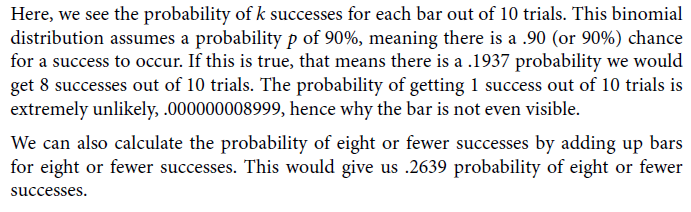 Here, we see the probability of k successes for each bar out of 10 trials. This binomial
distribution assumes a probability p of 90%, meaning there is a .90 (or 90%) chance
for a success to occur. If this is true, that means there is a .1937 probability we would
get 8 successes out of 10 trials. The probability of getting 1 success out of 10 trials is
extremely unlikely, .000000008999, hence why the bar is not even visible.
We can also calculate the probability of eight or fewer successes by adding up bars
for eight or fewer successes. This would give us .2639 probability of eight or fewer
successes.